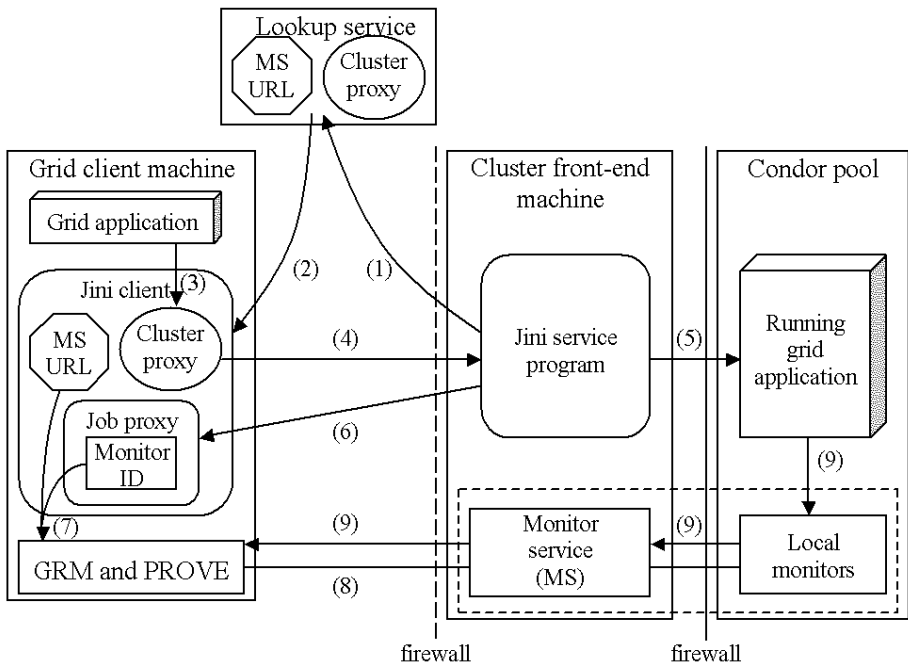 Lookup service
MS
URL
Cluster
proxy
Grid client machine
Grid application
(3)
Jini client
MS
URL
Cluster
proxy
Job proxy
Monitor
ID
(7)
GRM and PROVE
(2)
(1)
(4)
(6)
(9)
(8)
Cluster front-end
machine
Jini service
program
Monitor
service
(MS)
(5)
(9)
Condor pool
Running
grid
application
(9)
Local
monitors
firewall
firewall